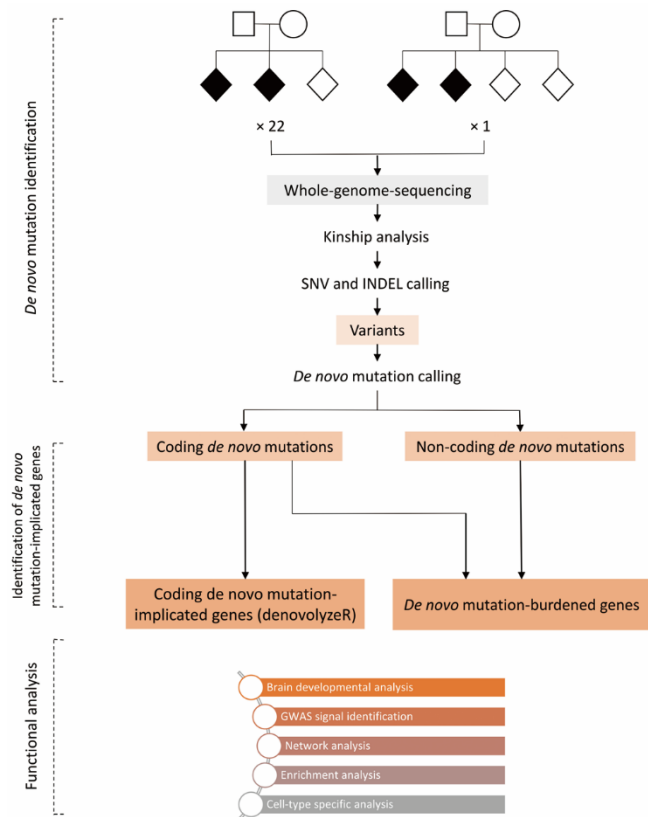 De novo mutation identification
× 22
× 1
Whole-genome-sequencing
Kinship analysis
SNV and INDEL calling
Variants
De novo mutation calling
Identification of de novo
mutation-implicated genes
Coding de novo mutations
Non-coding de novo mutations
Coding de novo mutation-
implicated genes (denovolyzeR)
De novo mutation-burdened genes
Functional analysis
Brain developmental analysis
GWAS signal identification
Network analysis
Enrichment analysis
Cell-type specific analysis